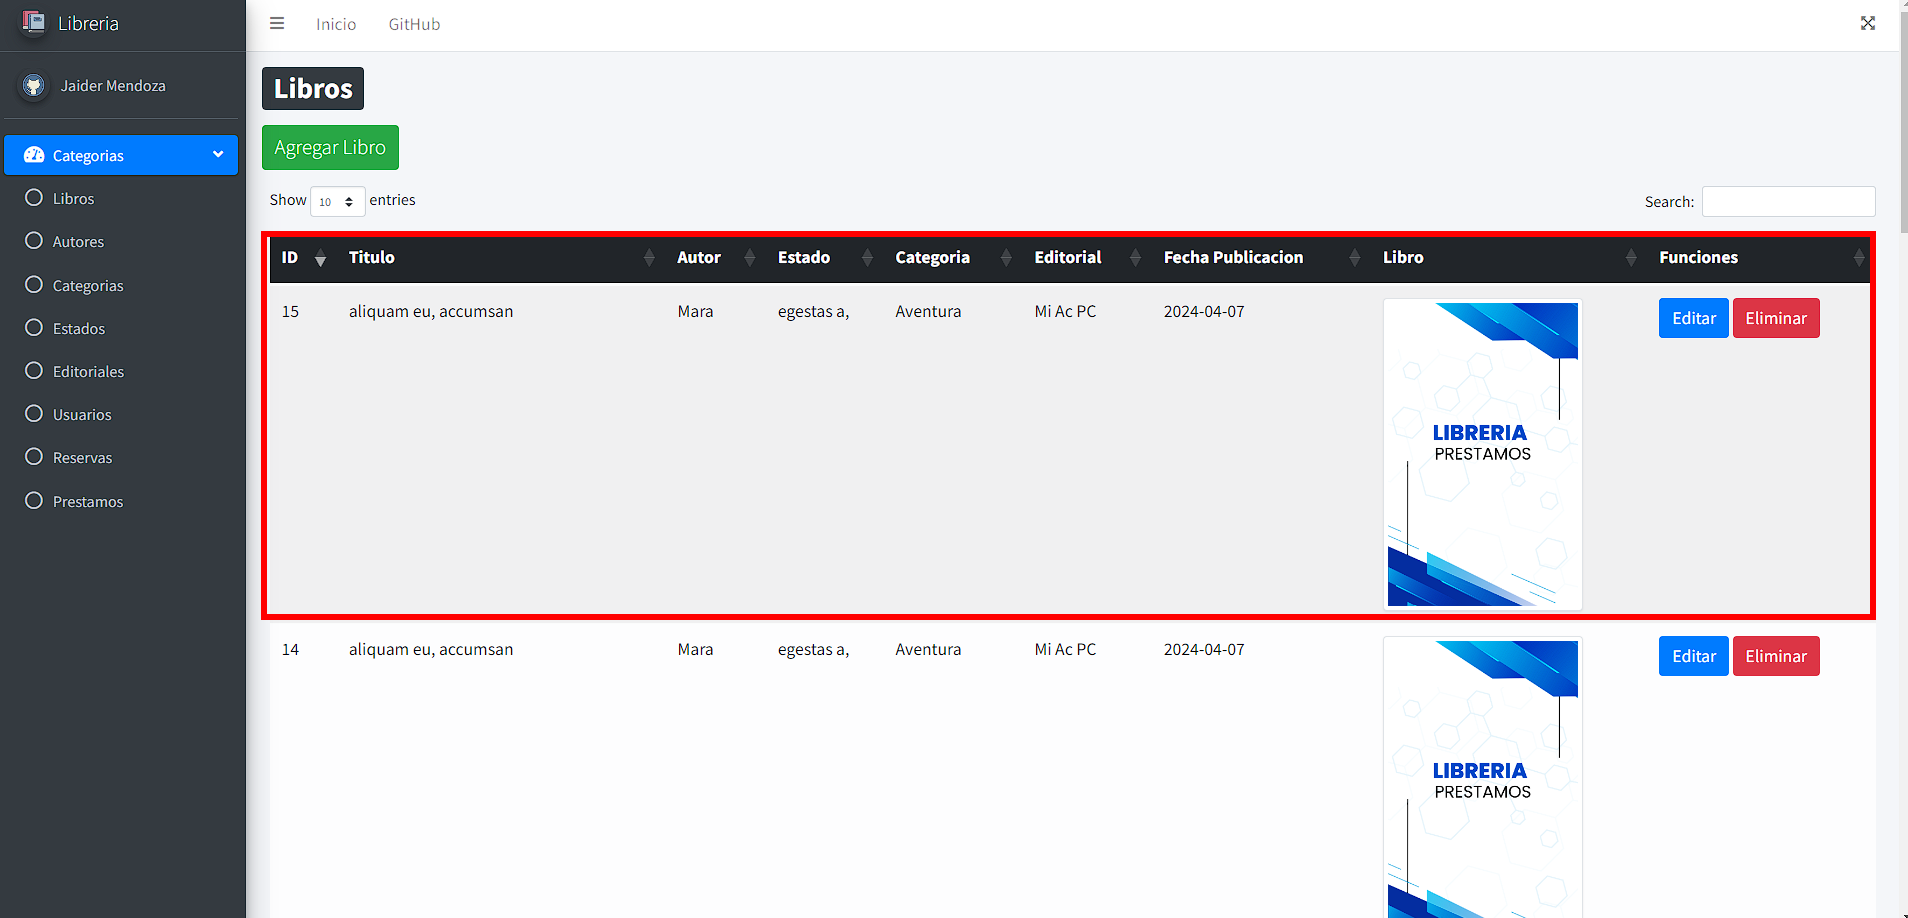 Libreria
Inicio
GitHub
Jaider Mendoza
Categorias
Libros
Autores
Categorias
Estados
Editoriales
Usuarios
Reservas
Prestamos
Libros
Agregar Libro
Show 10 entries
Search:
ID Titulo Autor Estado Categoria Editorial Fecha Publicacion Libro Funciones
15 aliquam eu, accumsan Mara egestas a, Aventura Mi Ac PC 2024-04-07 Editar Eliminar
LIBRERIA
PRESTAMOS
14 aliquam eu, accumsan Mara egestas a, Aventura Mi Ac PC 2024-04-07 Editar Eliminar
LIBRERIA
PRESTAMOS